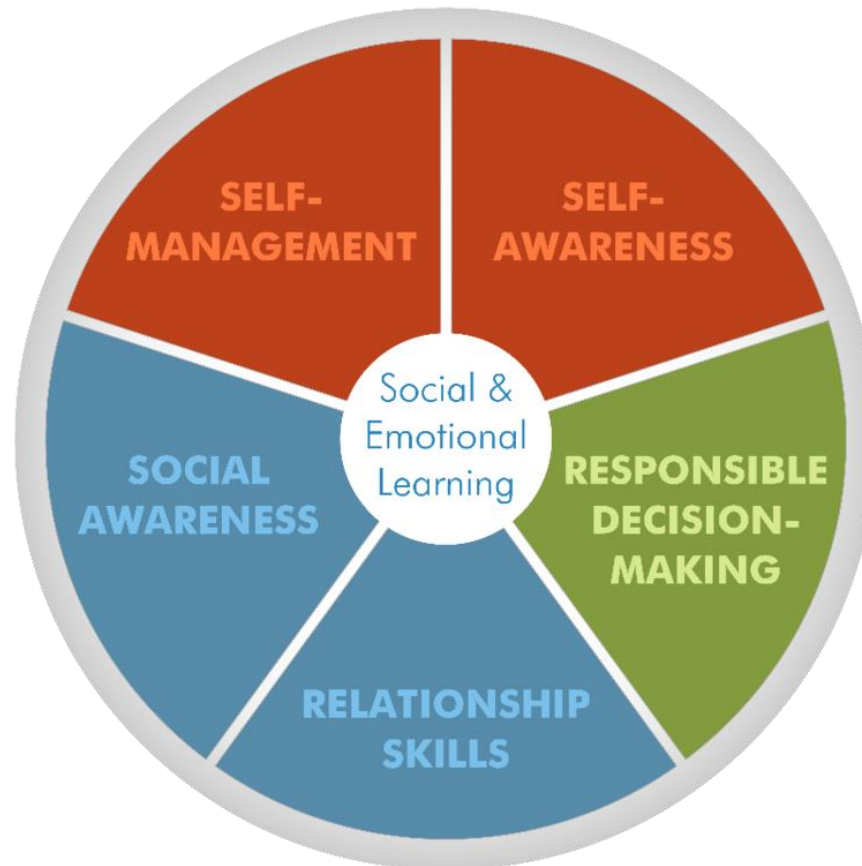 SELF-
MANAGEMENT
SELF-
AWARENESS
Social &
Emotional
Learning
SOCIAL
AWARENESS
RESPONSIBLE
DECISION-
MAKING
RELATIONSHIP
SKILLS